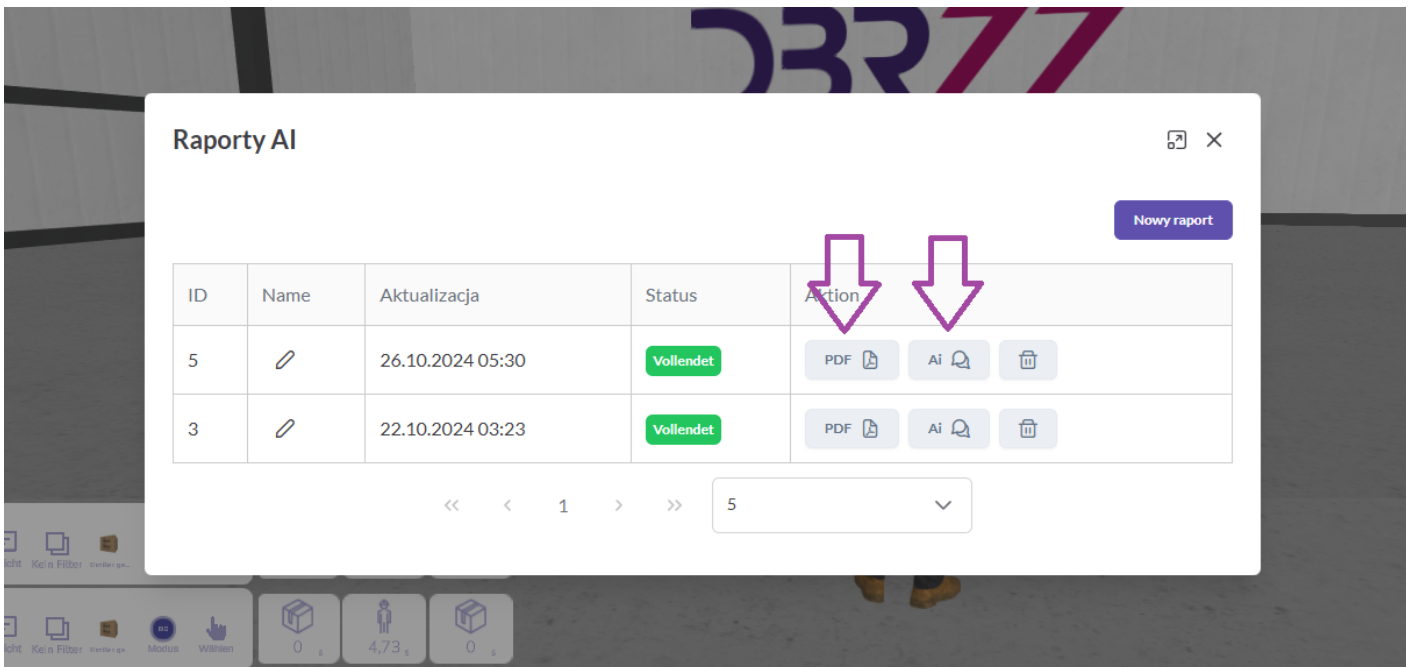 DBR77
Raporty AI
Nowy raport
ID Name Aktualizacja Status Aktion
5 26.10.2024 05:30 Vollendet PDF Ai
3 22.10.2024 03:23 Vollendet PDF Ai
1 5
Kein Filter
Kein Filter Modus Wählen 0 s 4,73 s 0 s